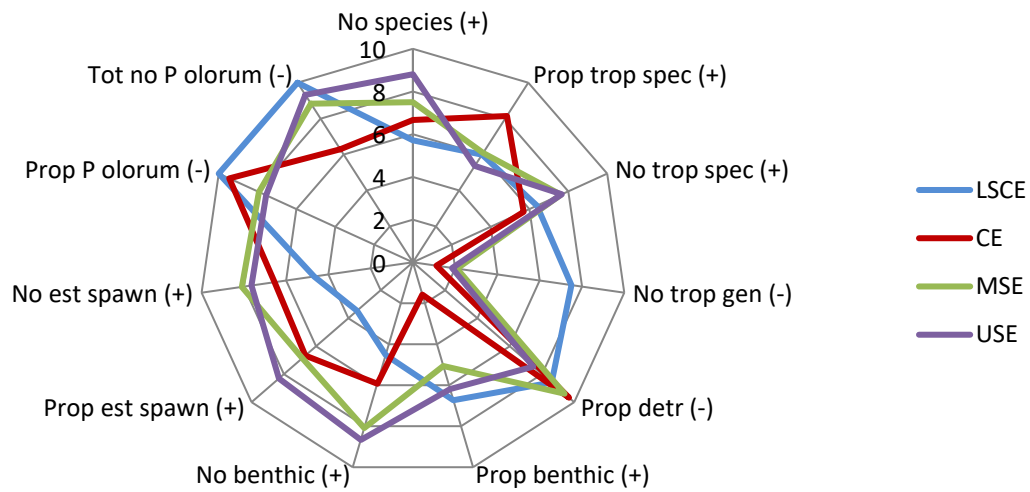 No species (+)
10
Tot no P olorum (-)
Prop trop spec (+)
8
6
Prop P olorum (-)
No trop spec (+)
4
LSCE
2
CE
0
No est spawn (+)
No trop gen (-)
MSE
USE
Prop est spawn (+)
Prop detr (-)
No benthic (+)
Prop benthic (+)